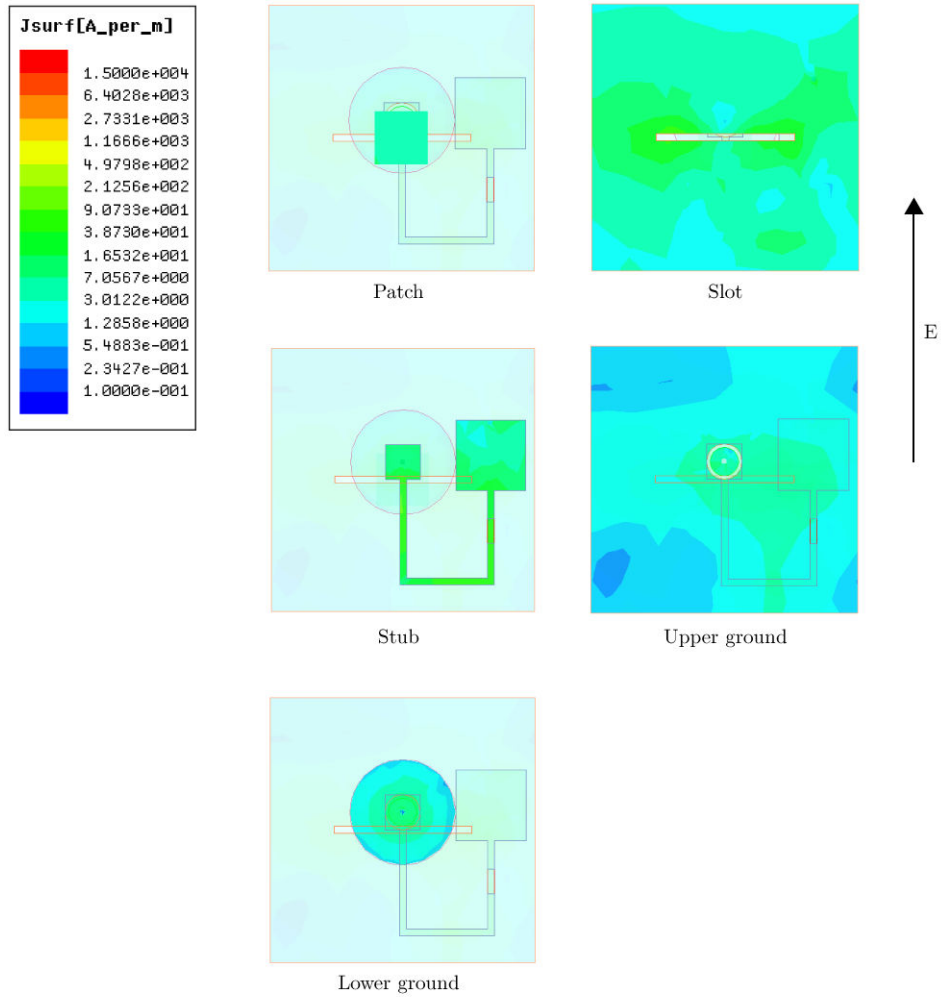 Jsurf[A_per_m]
1.5000e+004
6.4028e+003
2.7331e+003
1.1666e+003
4.9798e+002
2.1256e+002
9.0733e+001
3.8730e+001
1.6532e+001
7.0567e+000
3.0122e+000
1.2858e+000
5.4883e-001
2.3427e-001
1.0000e-001
Patch
Slot
E
Stub
Upper ground
Lower ground